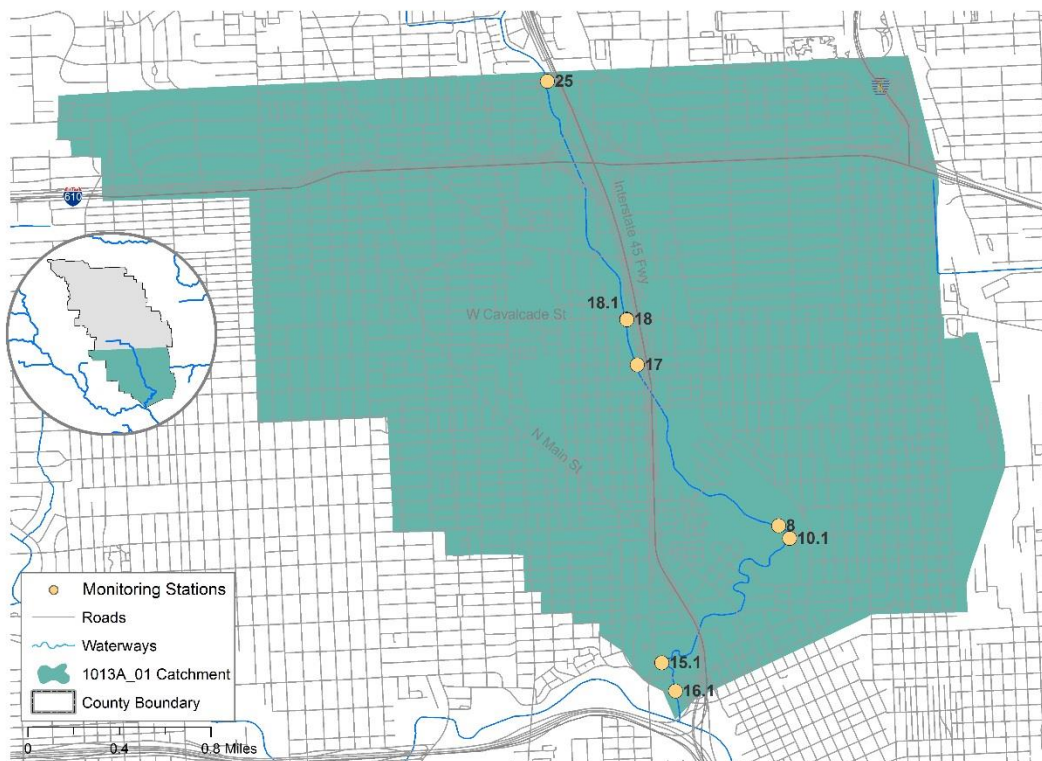 25
610
Interstate 45 Fwy
18.1
W Cavalcade St
18
17
N Main St
8
10.1
15.1
16.1
Monitoring Stations
Roads
Waterways
1013A_01 Catchment
County Boundary
0 0.4 0.8 Miles